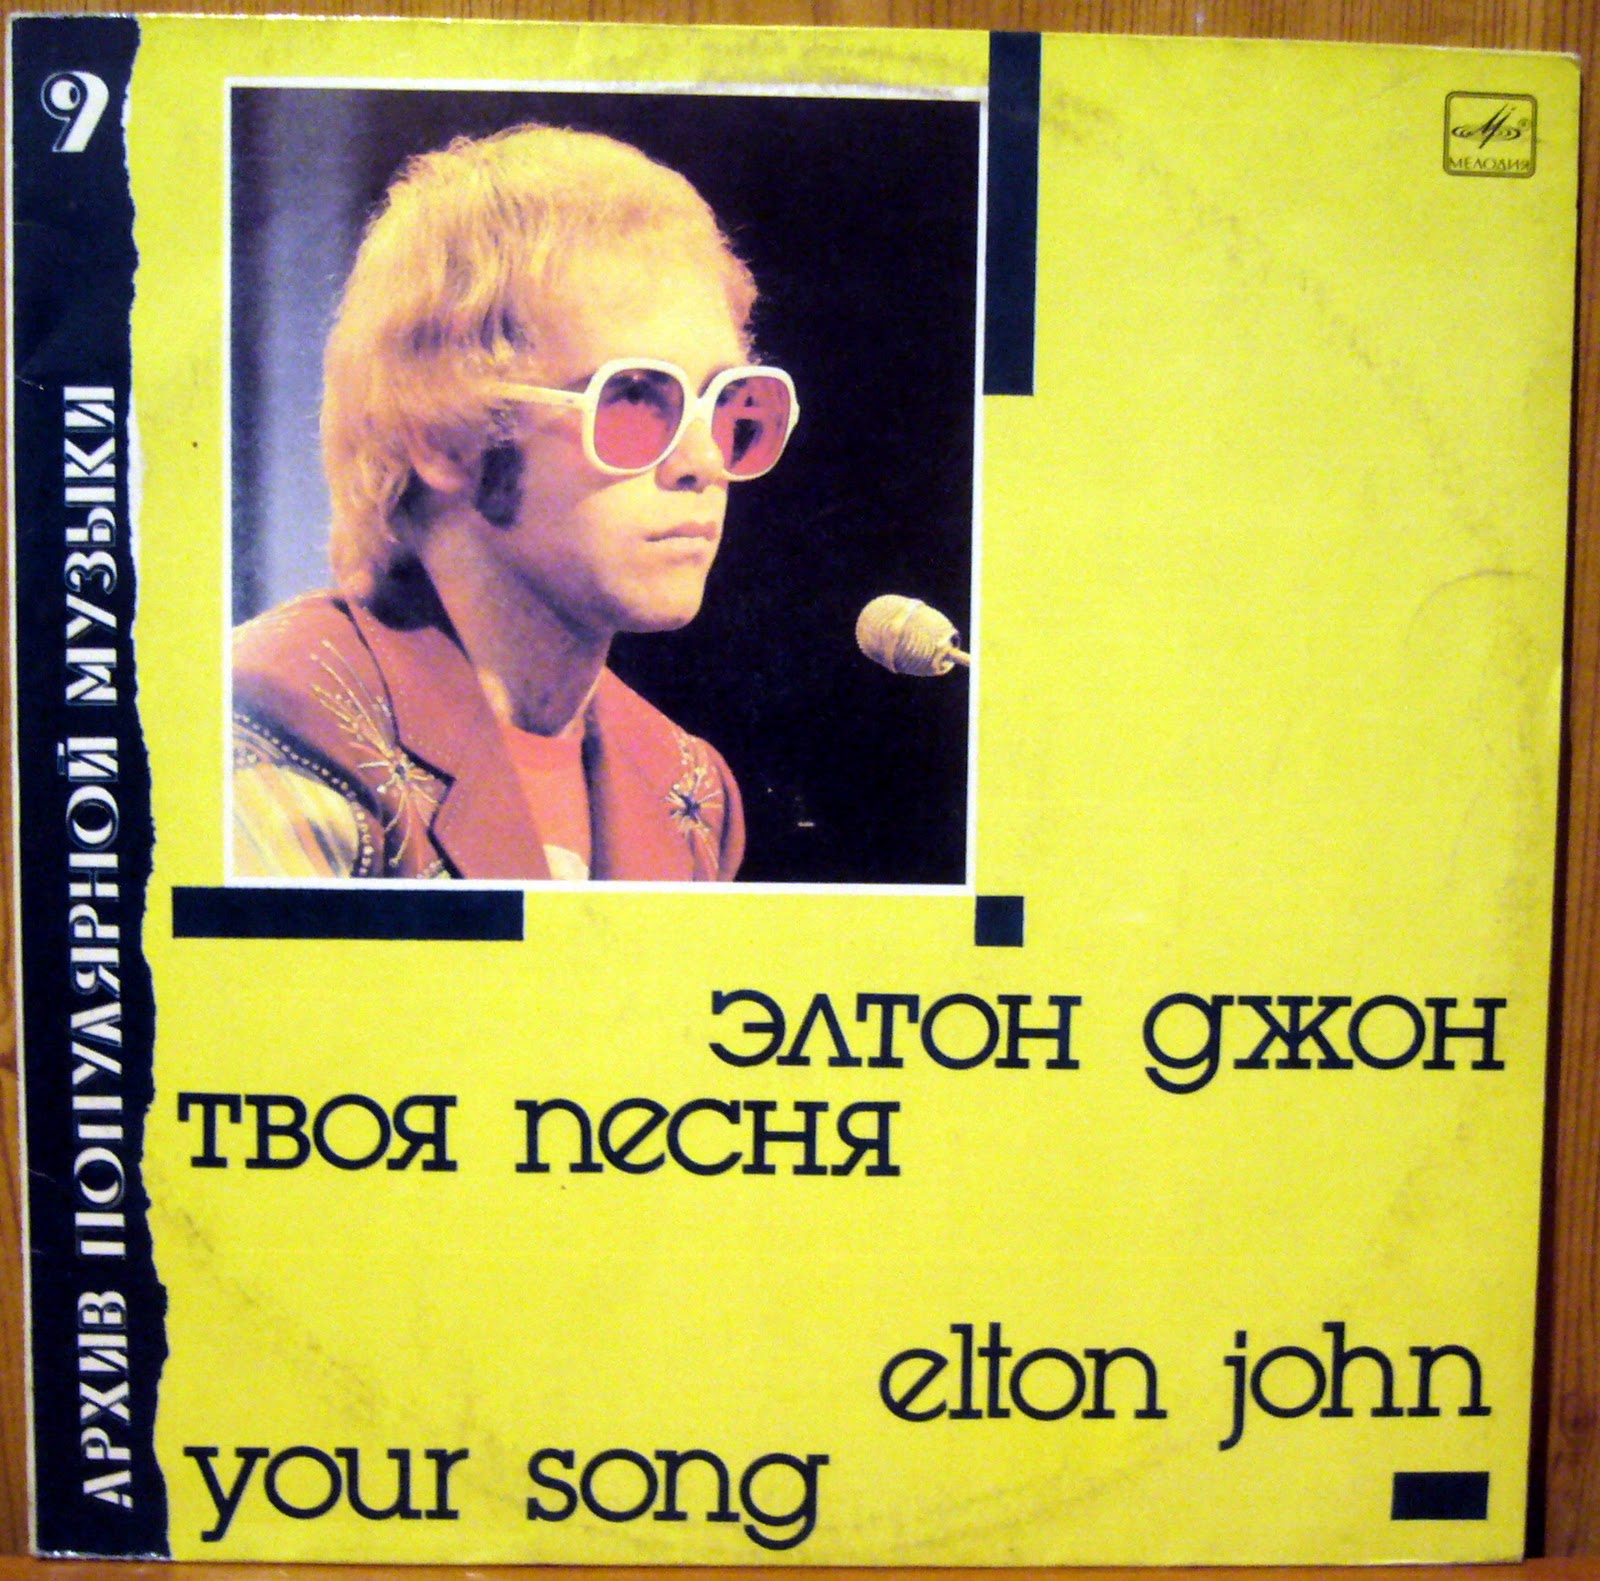 9
АРХИВ ПОПУЛЯРНОЙ МУЗЫКИ
МЕЛОДИЯ
элтон джон
твоя песня
elton john
your song